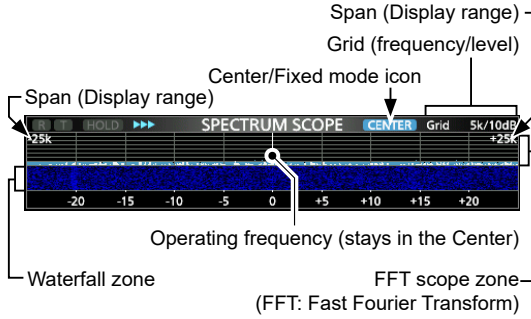 Span (Display range)
Grid (frequency/level)
Center/Fixed mode icon
Span (Display range)
R T HOLD SPECTRUM SCOPE CENTER Grid 5k/10dB
-25k +25k
-20 -15 -10 -5 0 +5 +10 +15 +20
Operating frequency (stays in the Center)
Waterfall zone
FFT scope zone
(FFT: Fast Fourier Transform)